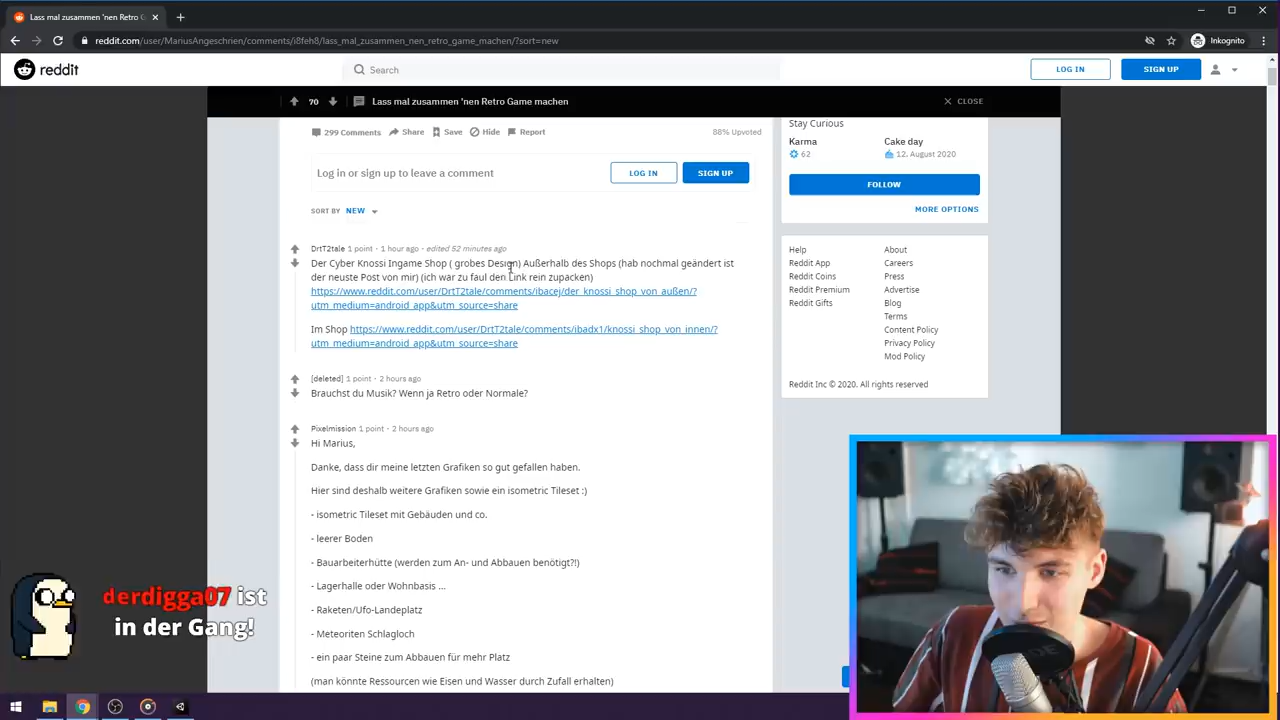 Lass mal zusammen 'nen Retro G
reddit.com/user/MariusAngeschrien/comments/i8feh8/lass_mal_zusammen_nen_retro_game_machen/?sort=new
Inkognito
reddit
Search
LOG IN
SIGN UP
70
Lass mal zusammen 'nen Retro Game machen
CLOSE
299 Comments
Share
Save
Hide
Report
88% Upvoted
Log in or sign up to leave a comment
LOG IN
SIGN UP
SORT BY NEW
DrtT2tale 1 point · 1 hour ago · edited 52 minutes ago
Der Cyber Knossi Ingame Shop ( grobes Design) Außerhalb des Shops (hab nochmal geändert ist
der neuste Post von mir) (ich war zu faul den Link rein zupacken)
https://www.reddit.com/user/DrtT2tale/comments/ibacej/der_knossi_shop_von_außen/?
utm_medium=android_app&utm_source=share
Im Shop https://www.reddit.com/user/DrtT2tale/comments/ibadx1/knossi_shop_von_innen/?
utm_medium=android_app&utm_source=share
[deleted] 1 point · 2 hours ago
Brauchst du Musik? Wenn ja Retro oder Normale?
Pixelmission 1 point · 2 hours ago
Hi Marius,
Danke, dass dir meine letzten Grafiken so gut gefallen haben.
Hier sind deshalb weitere Grafiken sowie ein isometric Tileset :)
- isometric Tileset mit Gebäuden und co.
- leerer Boden
- Bauarbeiterhütte (werden zum An- und Abbauen benötigt?!)
- Lagerhalle oder Wohnbasis ...
- Raketen/Ufo-Landeplatz
- Meteoriten Schlagloch
- ein paar Steine zum Abbauen für mehr Platz
(man könnte Ressourcen wie Eisen und Wasser durch Zufall erhalten)
Stay Curious
Karma
Cake day
62
12. August 2020
FOLLOW
MORE OPTIONS
Help
About
Reddit App
Careers
Reddit Coins
Press
Reddit Premium
Advertise
Reddit Gifts
Blog
Terms
Content Policy
Privacy Policy
Mod Policy
Reddit Inc © 2020. All rights reserved
derdigga07 ist
in der Gang!